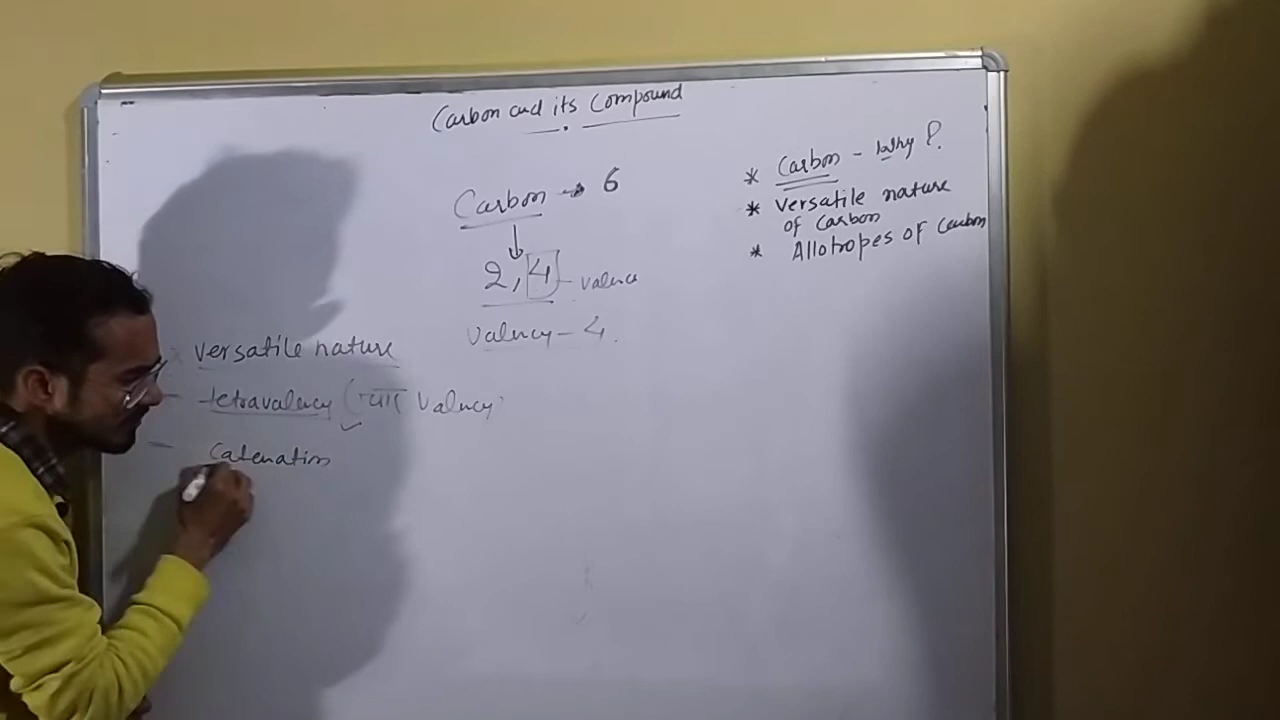 Carbon and its Compound
* Carbon - Why ?
* Versatile nature
of Carbon
* Allotropes of Carbon
Carbon → 6
↓
2, 4 - valence
Valency - 4.
* versatile nature
- tetravalency (चार Valency
- Catenation